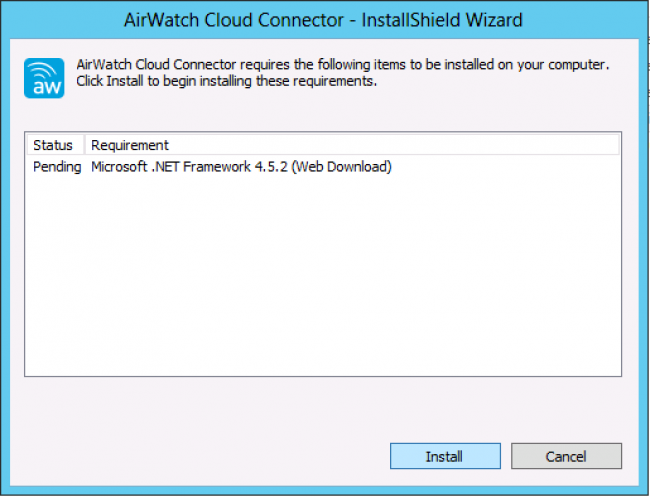 AirWatch Cloud Connector - InstallShield Wizard
aw
AirWatch Cloud Connector requires the following items to be installed on your computer.
Click Install to begin installing these requirements.
Status Requirement
Pending Microsoft .NET Framework 4.5.2 (Web Download)
Install Cancel